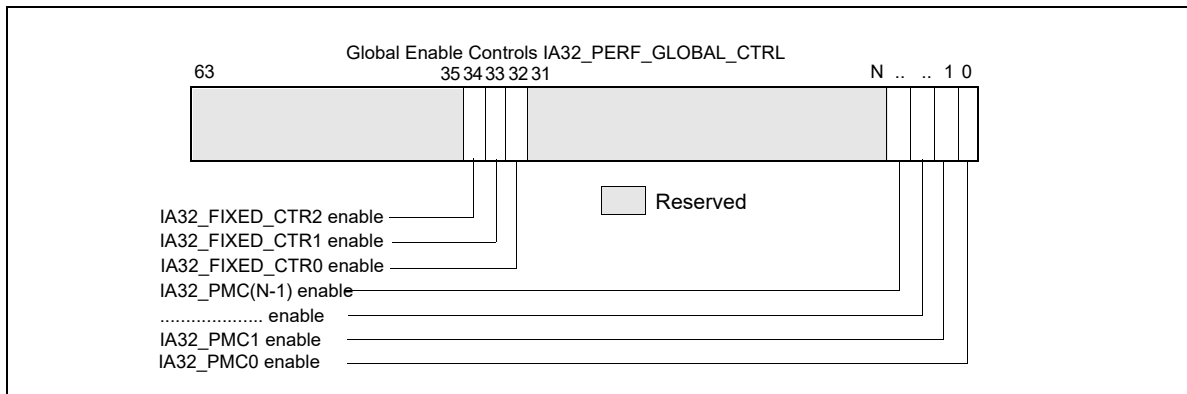 Global Enable Controls IA32_PERF_GLOBAL_CTRL
63 35 34 33 32 31 N .. .. 1 0
Reserved
IA32_FIXED_CTR2 enable
IA32_FIXED_CTR1 enable
IA32_FIXED_CTR0 enable
IA32_PMC(N-1) enable
.................... enable
IA32_PMC1 enable
IA32_PMC0 enable